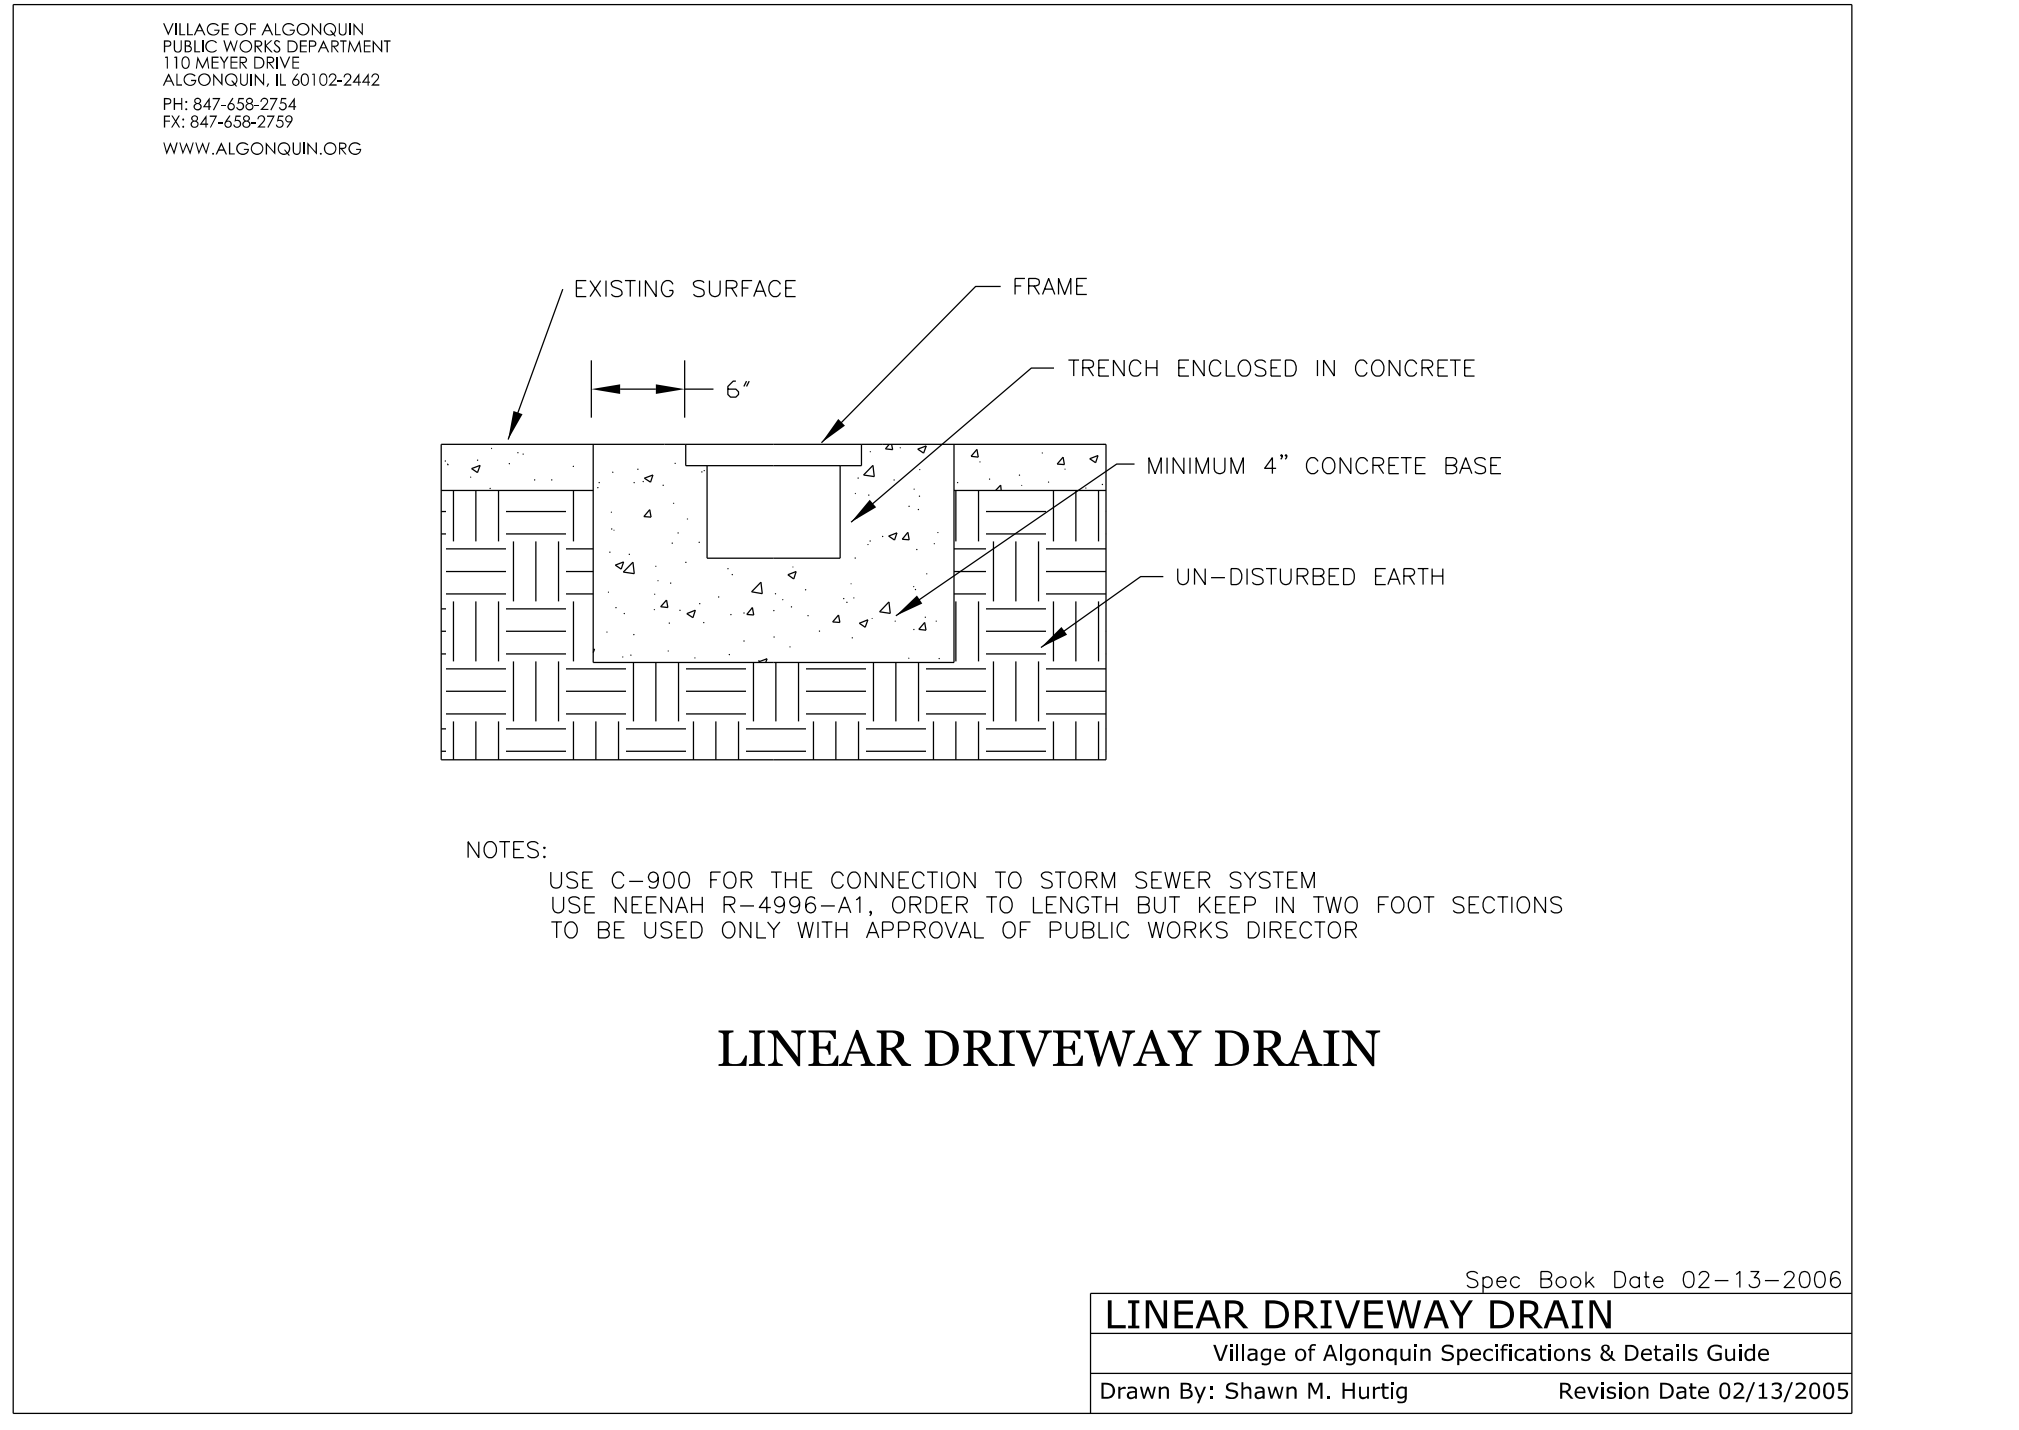 VILLAGE OF ALGONQUIN
PUBLIC WORKS DEPARTMENT
110 MEYER DRIVE
ALGONQUIN, IL 60102-2442
PH: 847-658-2754
FX: 847-658-2759
WWW.ALGONQUIN.ORG
EXISTING SURFACE
FRAME
TRENCH ENCLOSED IN CONCRETE
6"
MINIMUM 4" CONCRETE BASE
UN-DISTURBED EARTH
NOTES:
USE C-900 FOR THE CONNECTION TO STORM SEWER SYSTEM
USE NEENAH R-4996-A1, ORDER TO LENGTH BUT KEEP IN TWO FOOT SECTIONS
TO BE USED ONLY WITH APPROVAL OF PUBLIC WORKS DIRECTOR
LINEAR DRIVEWAY DRAIN
Spec Book Date 02-13-2006
LINEAR DRIVEWAY DRAIN
Village of Algonquin Specifications & Details Guide
Drawn By: Shawn M. Hurtig
Revision Date 02/13/2005